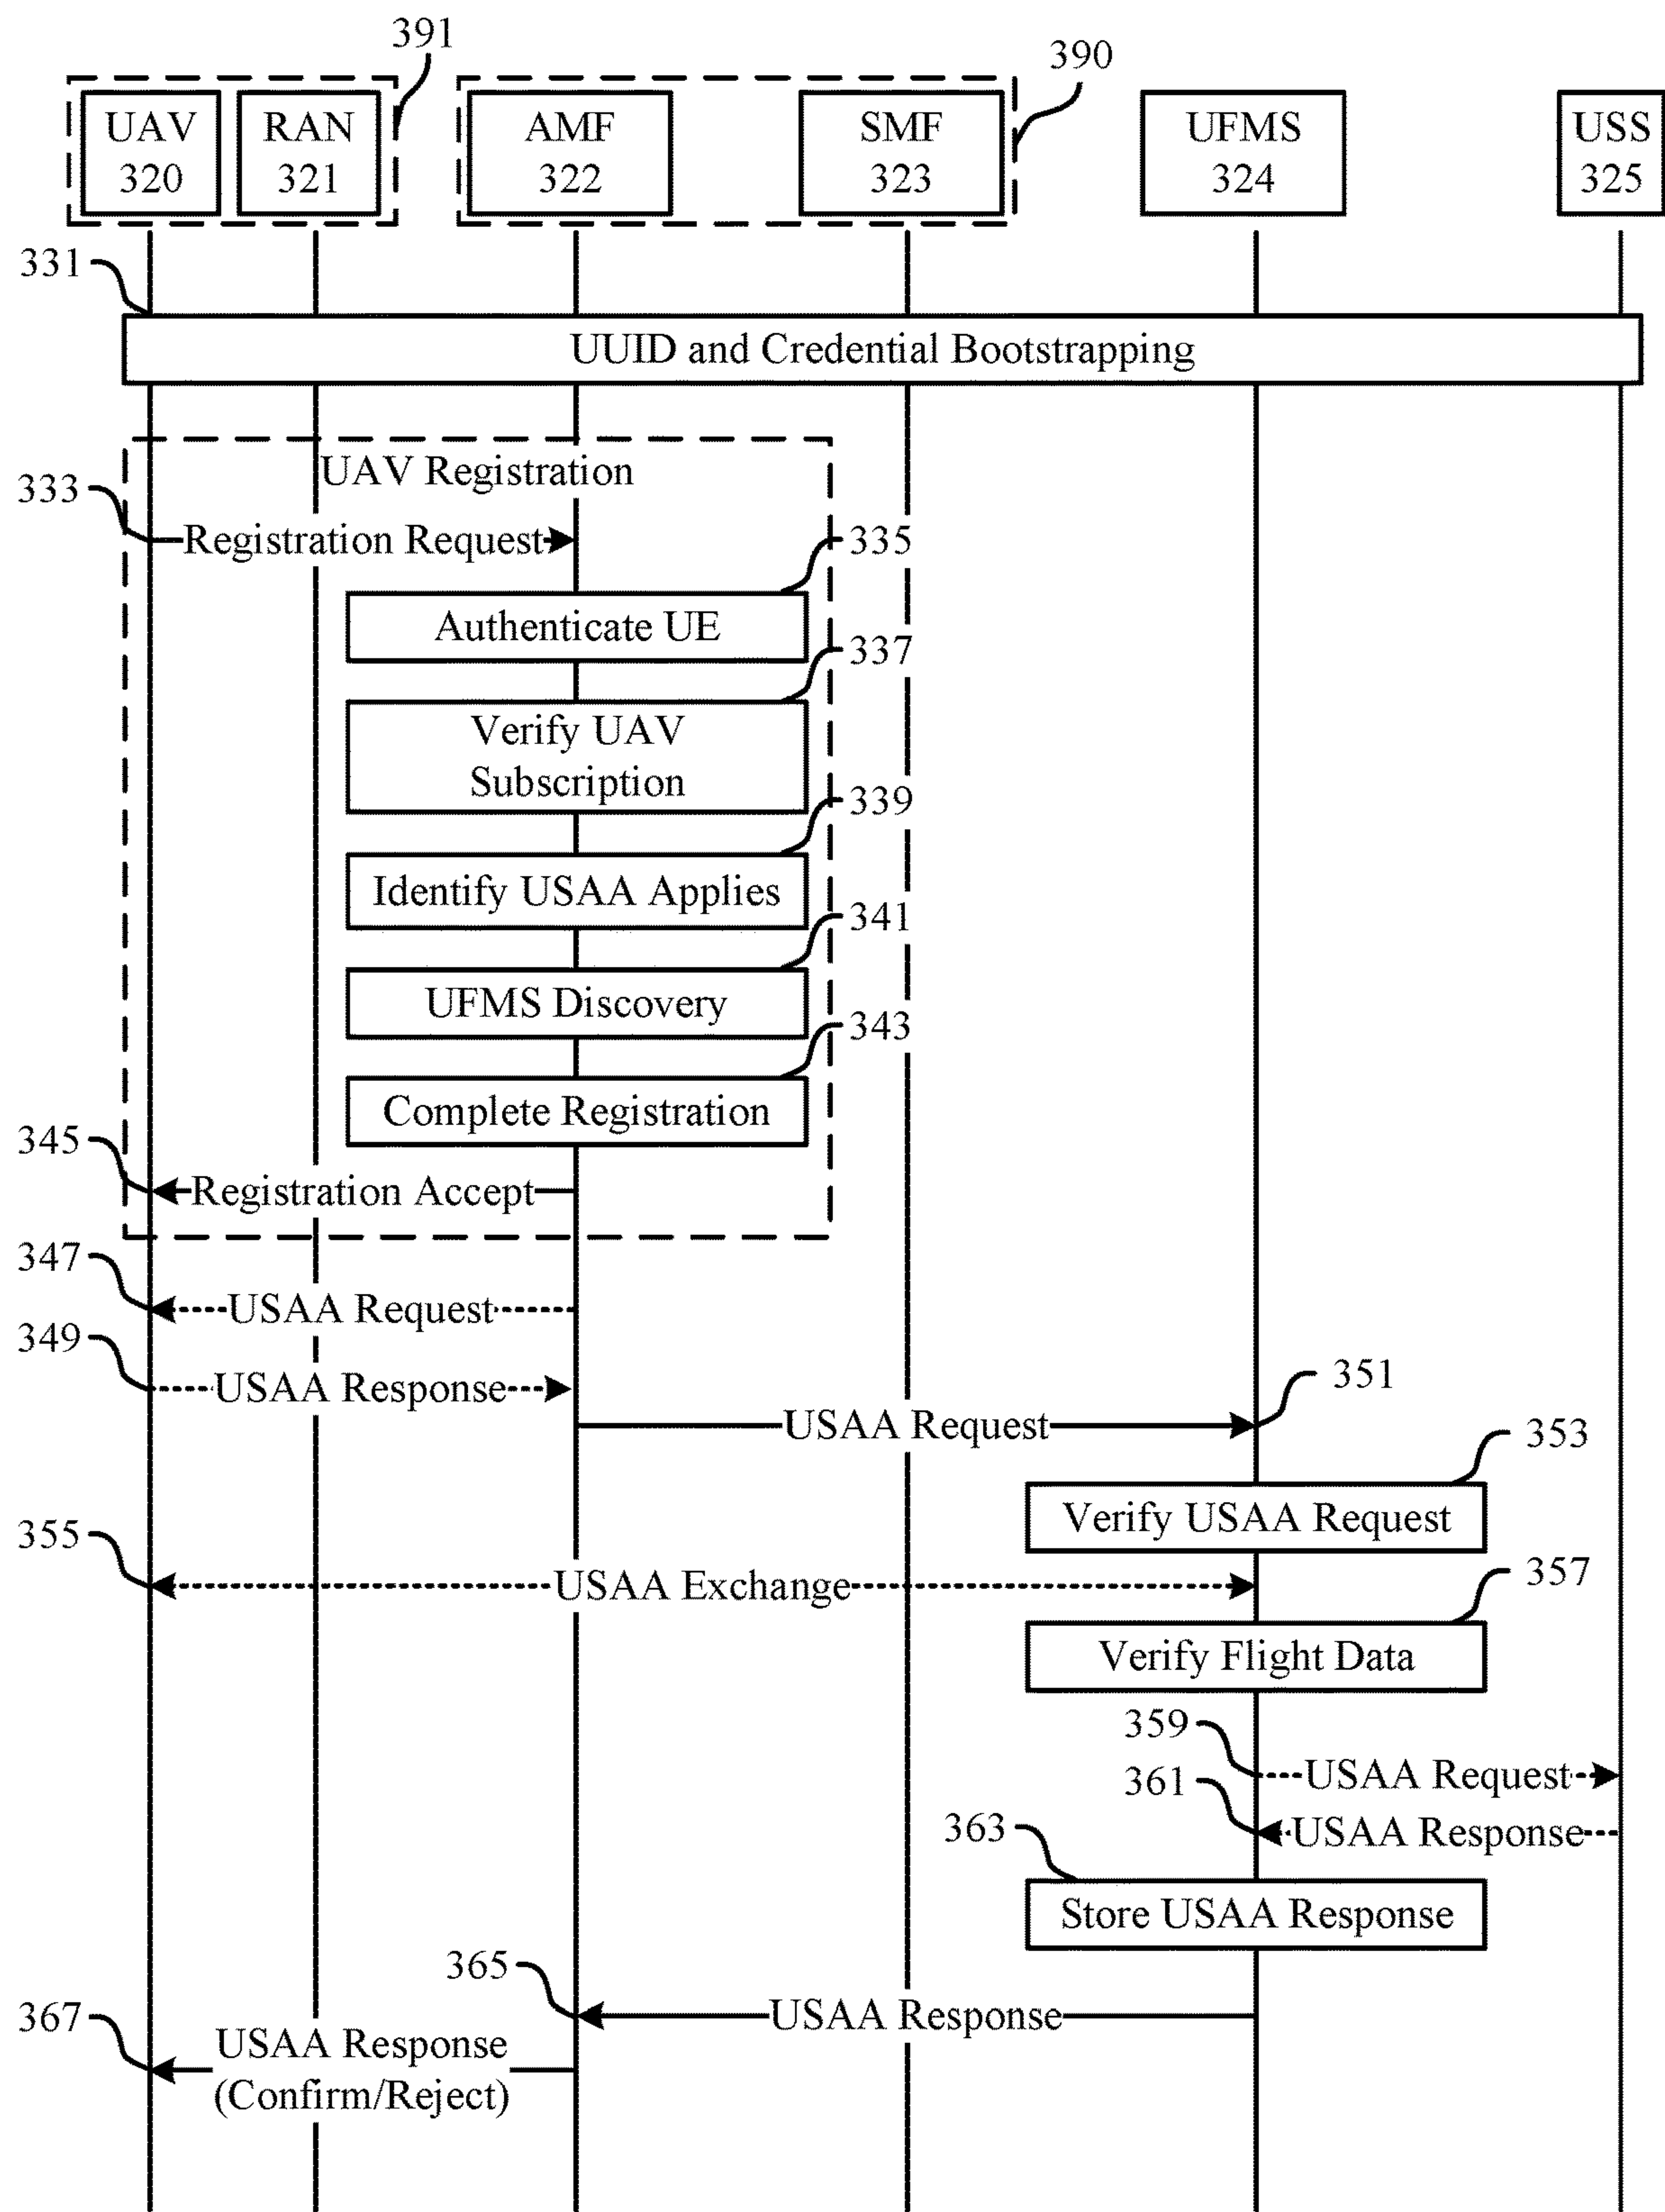 391
390
UAV
320
RAN
321
AMF
322
SMF
323
UFMS
324
USS
325
331
UUID and Credential Bootstrapping
UAV Registration
333
Registration Request
335
Authenticate UE
337
Verify UAV
Subscription
339
Identify USAA Applies
341
UFMS Discovery
343
Complete Registration
345
Registration Accept
347
USAA Request
349
USAA Response
351
USAA Request
353
Verify USAA Request
355
USAA Exchange
357
Verify Flight Data
359
USAA Request
361
USAA Response
363
Store USAA Response
365
USAA Response
367
USAA Response
(Confirm/Reject)